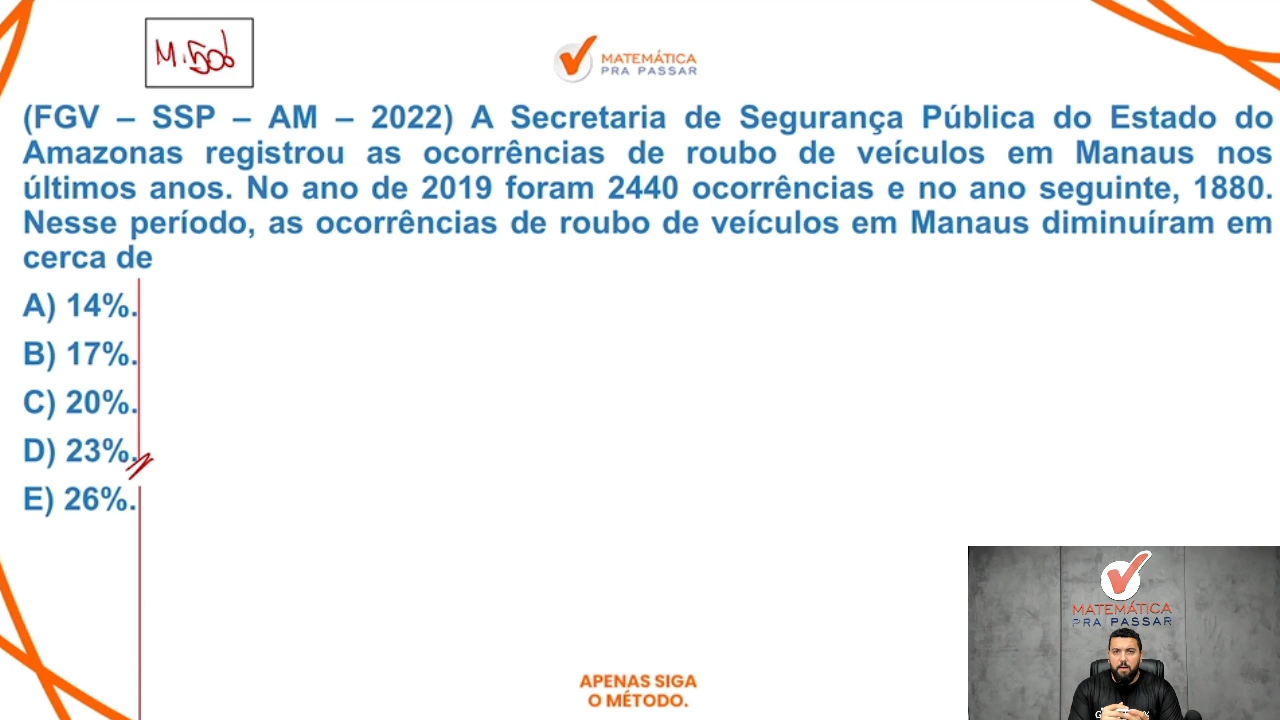 MATEMÁTICA
PRA PASSAR
(FGV – SSP – AM – 2022) A Secretaria de Segurança Pública do Estado do
Amazonas registrou as ocorrências de roubo de veículos em Manaus nos
últimos anos. No ano de 2019 foram 2440 ocorrências e no ano seguinte, 1880.
Nesse período, as ocorrências de roubo de veículos em Manaus diminuíram em
cerca de
A) 14%.
B) 17%.
C) 20%.
D) 23%.
E) 26%.
MATEMÁTICA
PRA PASSAR
APENAS SIGA
O MÉTODO.